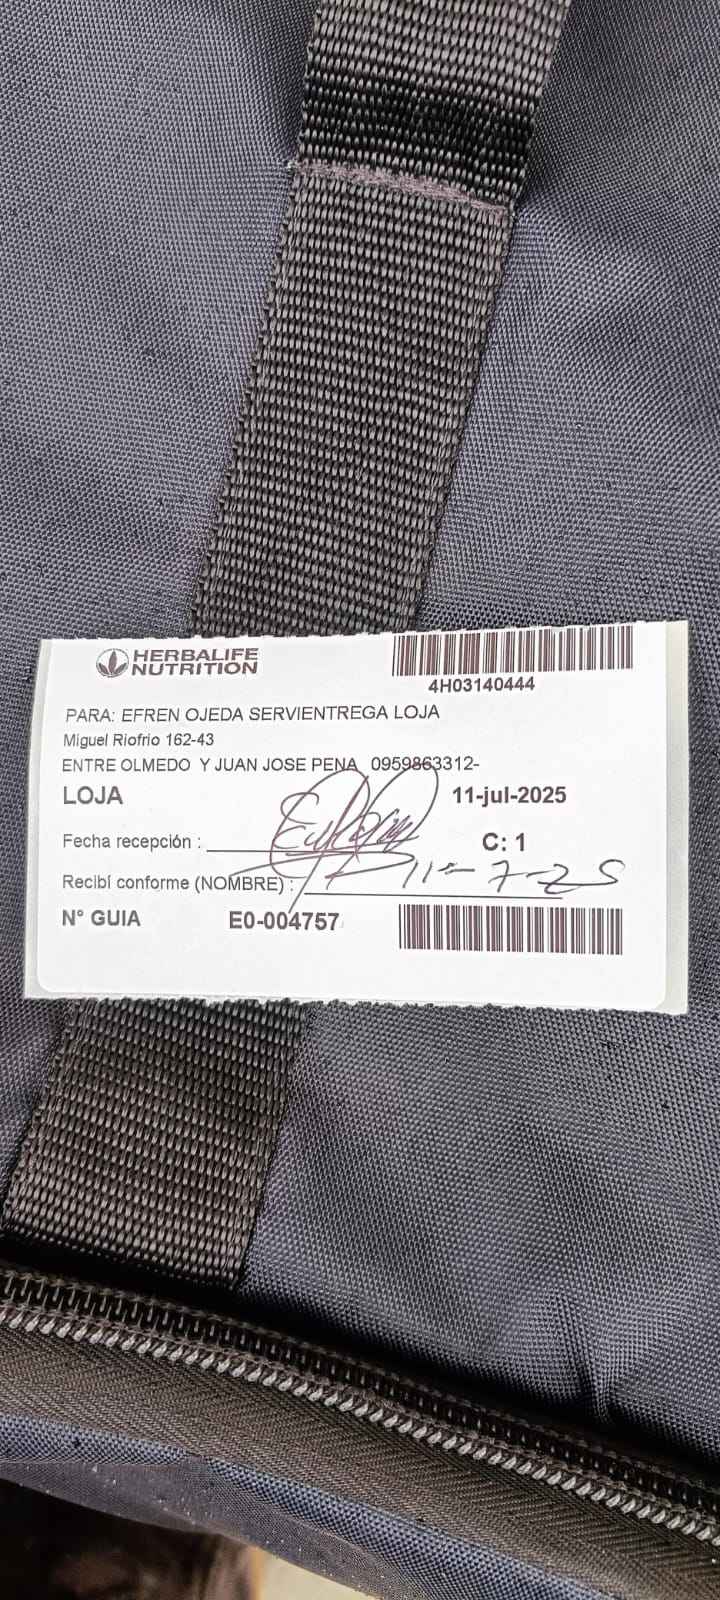 HERBALIFE
NUTRITION
4H03140444
PARA: EFREN OJEDA SERVIENTREGA LOJA
Miguel Riofrio 162-43
ENTRE OLMEDO Y JUAN JOSE PENA 0959863312-
LOJA 11-jul-2025
Fecha recepción :
C: 1
Recibí conforme (NOMBRE) : 11-7-25
N° GUIA E0-004757